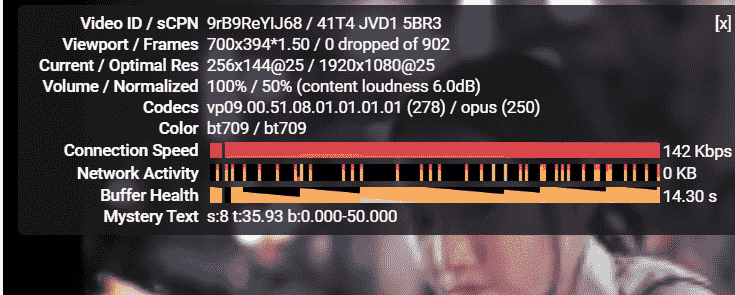 Video ID / sCPN 9rB9ReYIJ68 / 41T4 JVD1 5BR3 [x]
Viewport / Frames 700x394*1.50 / 0 dropped of 902
Current / Optimal Res 256x144@25 / 1920x1080@25
Volume / Normalized 100% / 50% (content loudness 6.0dB)
Codecs vp09.00.51.08.01.01.01.01 (278) / opus (250)
Color bt709 / bt709
Connection Speed 142 Kbps
Network Activity 0 KB
Buffer Health 14.30 s
Mystery Text s:8 t:35.93 b:0.000-50.000